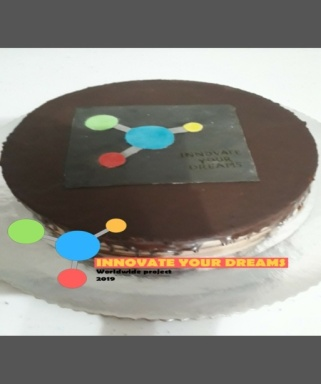 INNOVATE
YOUR
DREAMS
INNOVATE YOUR DREAMS
Worldwide project
2019